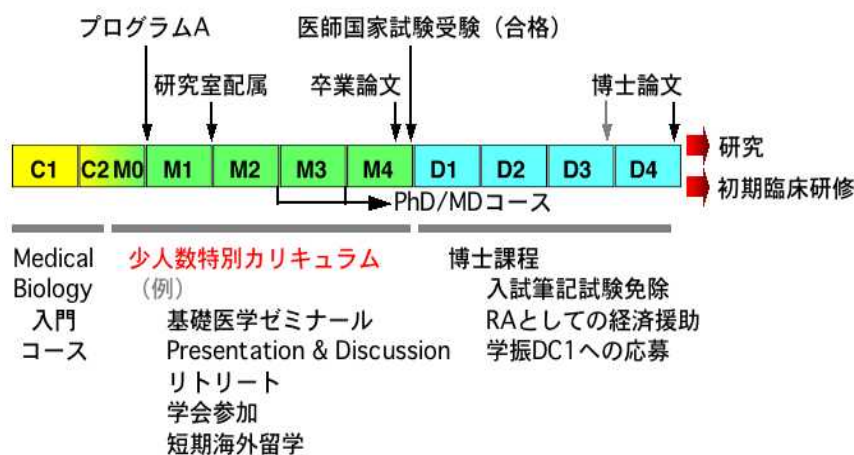 プログラムA
医師国家試験受験（合格）
研究室配属
卒業論文
博士論文
C1 C2 M0 M1 M2 M3 M4 D1 D2 D3 D4
研究
初期臨床研修
PhD/MDコース
Medical
Biology
入門
コース
少人数特別カリキュラム
（例）
基礎医学ゼミナール
Presentation & Discussion
リトリート
学会参加
短期海外留学
博士課程
入試筆記試験免除
RAとしての経済援助
学振DC1への応募